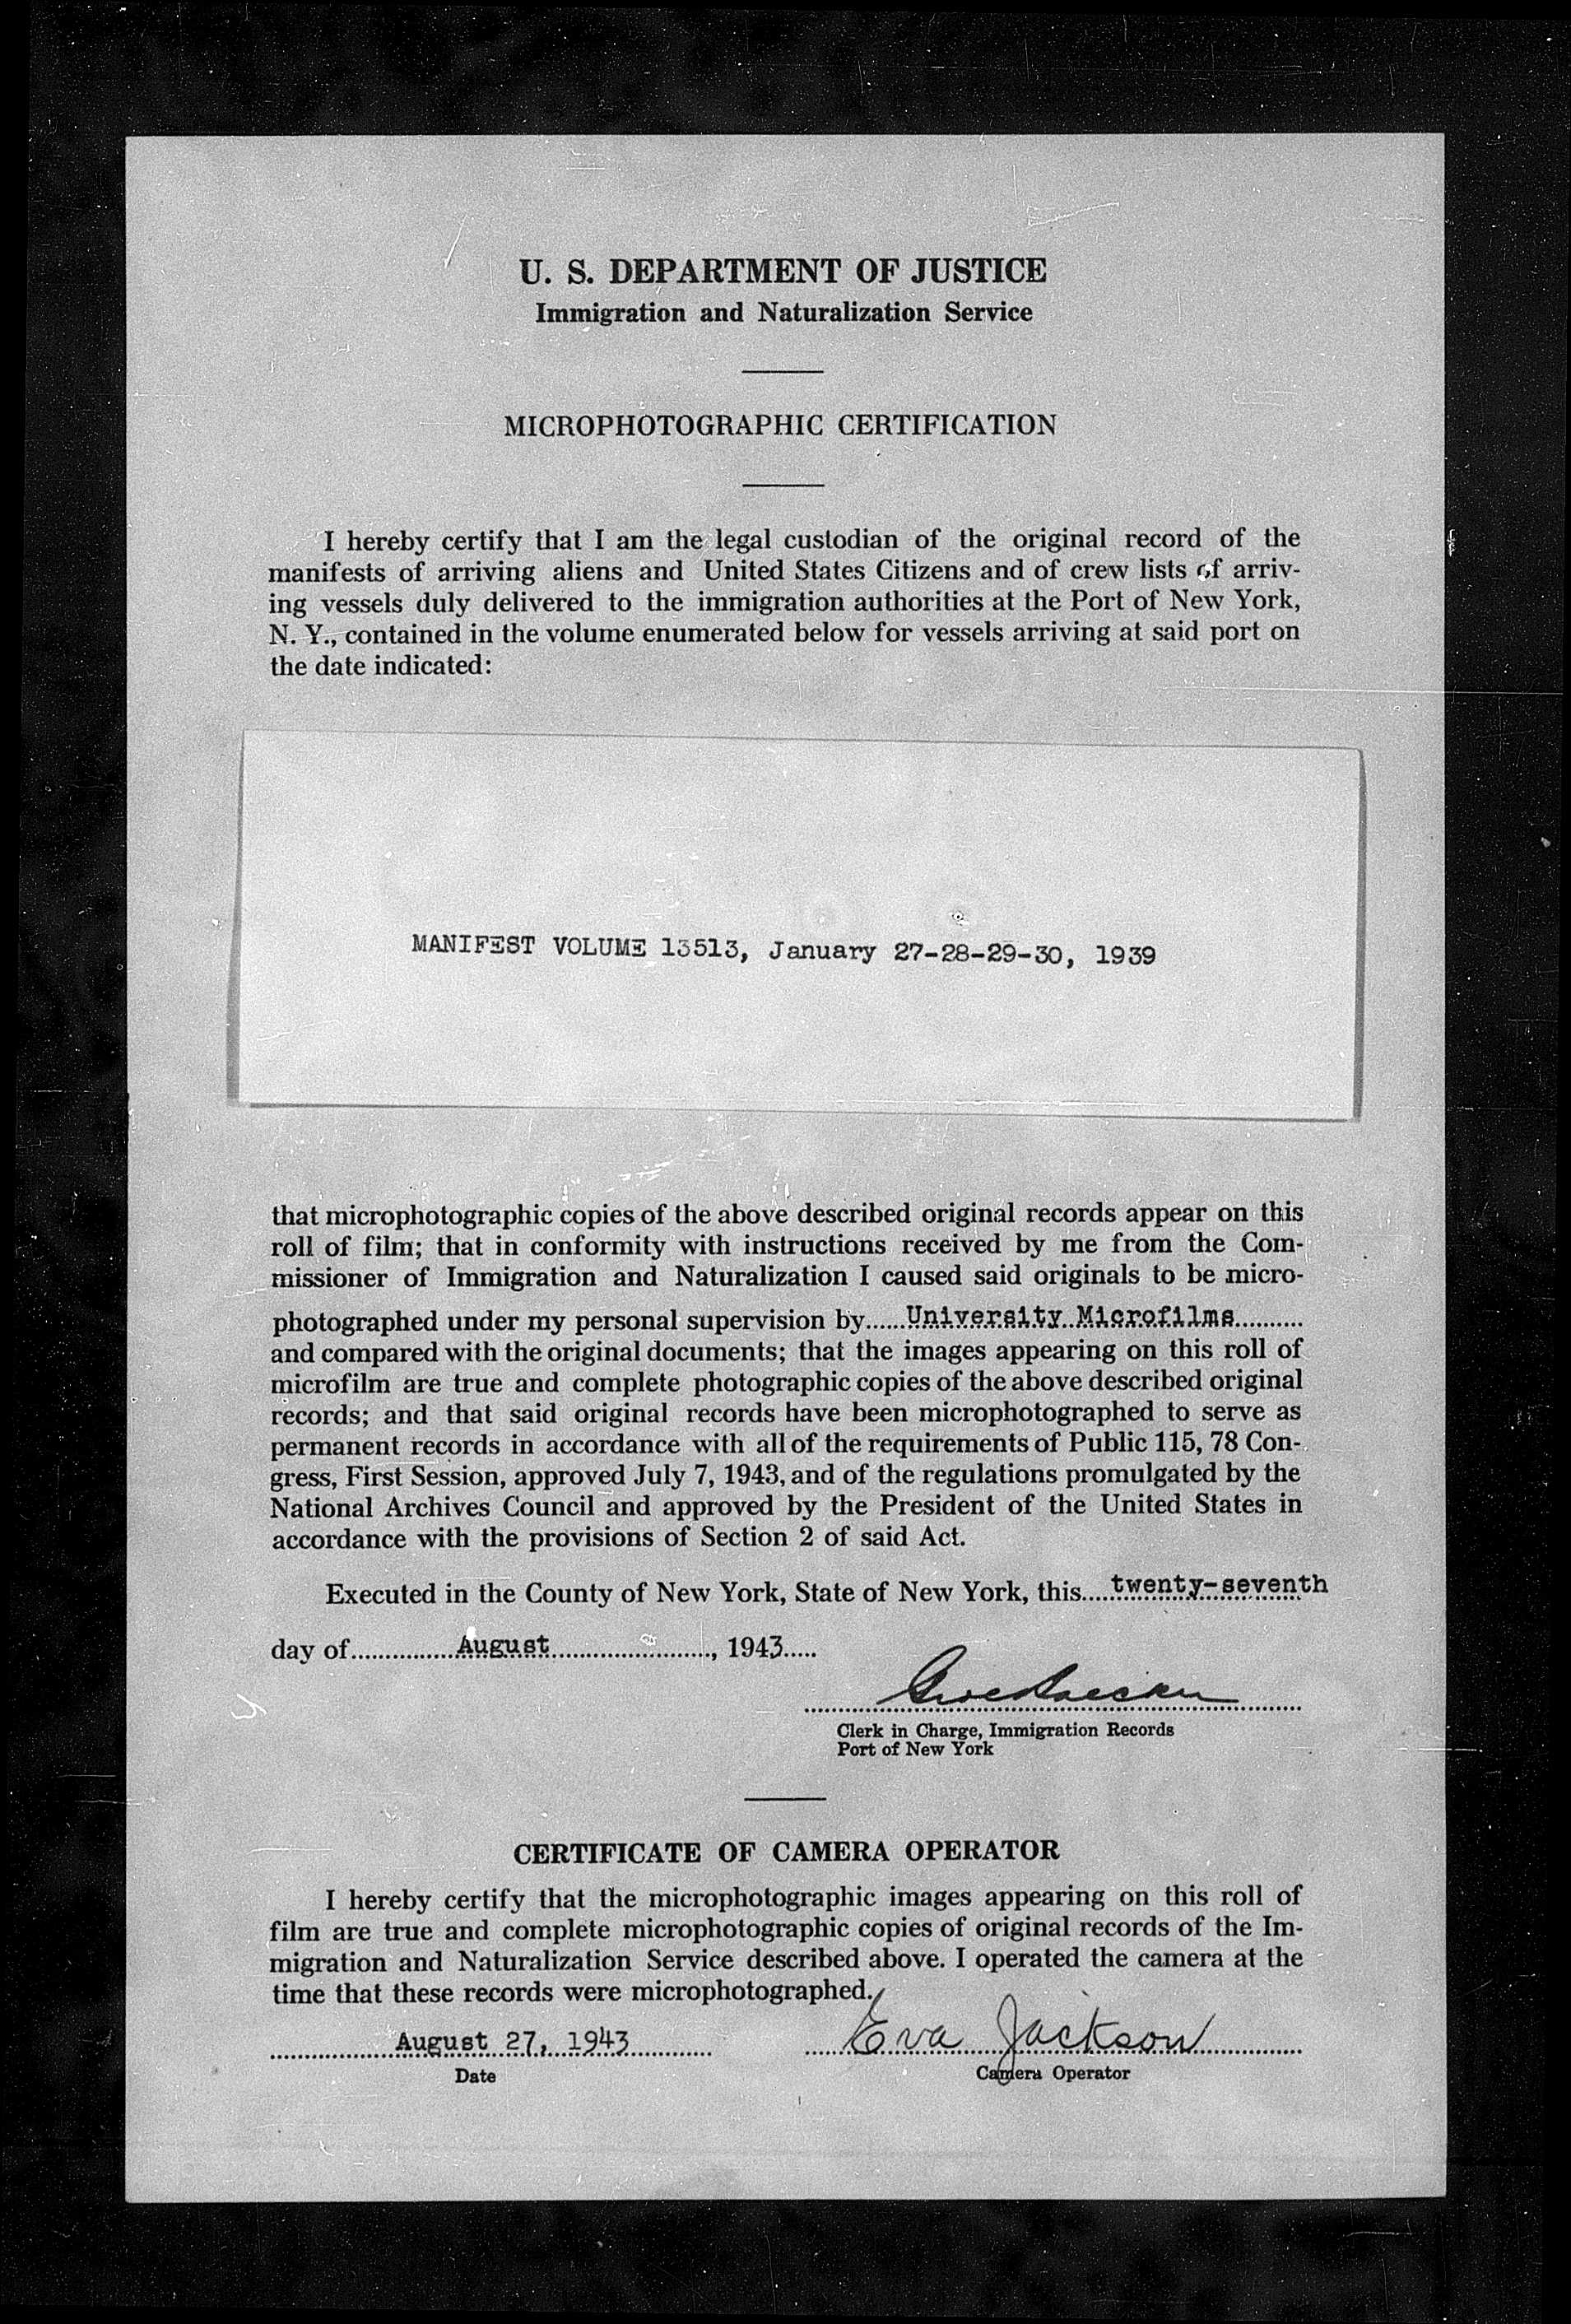 U. S. DEPARTMENT OF JUSTICE
Immigration and Naturalization Service
MICROPHOTOGRAPHIC CERTIFICATION
I hereby certify that I am the legal custodian of the original record of the
manifests of arriving aliens and United States Citizens and of crew lists of arriv-
ing vessels duly delivered to the immigration authorities at the Port of New York,
N. Y., contained in the volume enumerated below for vessels arriving at said port on
the date indicated:
MANIFEST VOLUME 13513, January 27-28-29-30, 1939
that microphotographic copies of the above described original records appear on this
roll of film; that in conformity with instructions received by me from the Com-
missioner of Immigration and Naturalization I caused said originals to be micro-
photographed under my personal supervision by......University Microfilms..........
and compared with the original documents; that the images appearing on this roll of
microfilm are true and complete photographic copies of the above described original
records; and that said original records have been microphotographed to serve as
permanent records in accordance with all of the requirements of Public 115, 78 Con-
gress, First Session, approved July 7, 1943, and of the regulations promulgated by the
National Archives Council and approved by the President of the United States in
accordance with the provisions of Section 2 of said Act.
Executed in the County of New York, State of New York, this....twenty-seventh
day of................August......................., 1943.....
Clerk in Charge, Immigration Records
Port of New York
CERTIFICATE OF CAMERA OPERATOR
I hereby certify that the microphotographic images appearing on this roll of
film are true and complete microphotographic copies of original records of the Im-
migration and Naturalization Service described above. I operated the camera at the
time that these records were microphotographed.
August 27, 1943 Eva Jackson
Date Camera Operator